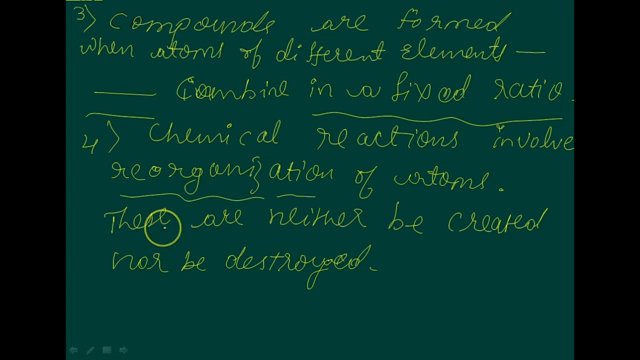 3) Compounds are formed
when atoms of different elements —
— Combine in a fixed ratio.
4) Chemical reactions involve
reorganization of atoms.
These are neither be created
nor be destroyed.